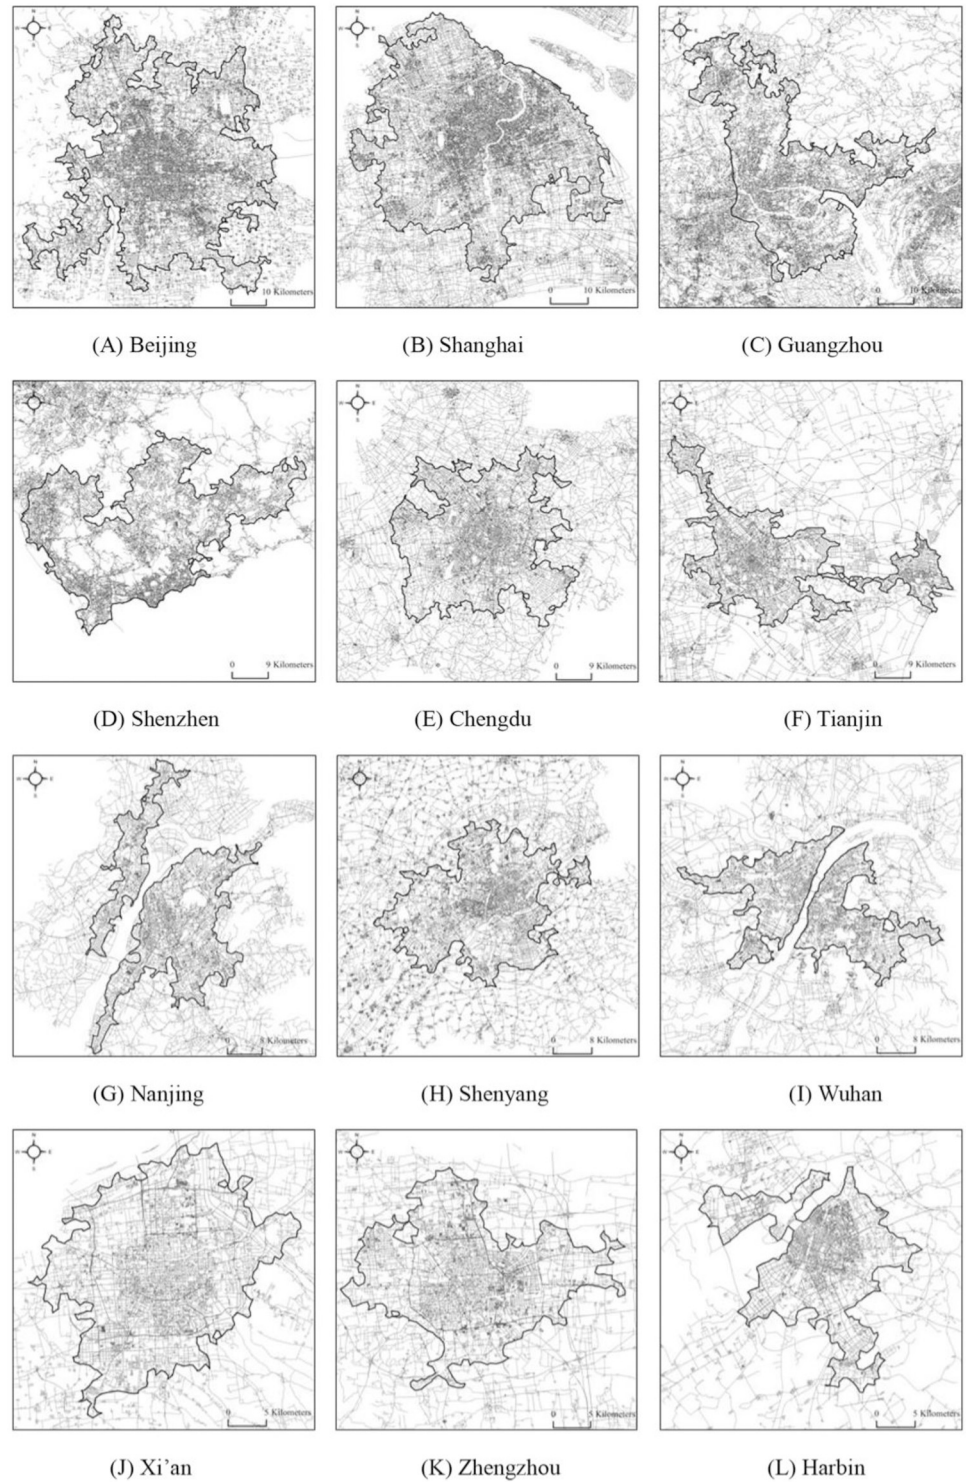 N
W E
S
0 10 Kilometers
(A) Beijing
N
W E
S
0 10 Kilometers
(B) Shanghai
N
W E
S
0 10 Kilometers
(C) Guangzhou
N
W E
S
0 9 Kilometers
(D) Shenzhen
N
W E
S
0 9 Kilometers
(E) Chengdu
N
W E
S
0 9 Kilometers
(F) Tianjin
N
W E
S
0 8 Kilometers
(G) Nanjing
N
W E
S
0 8 Kilometers
(H) Shenyang
N
W E
S
0 8 Kilometers
(I) Wuhan
N
W E
S
0 5 Kilometers
(J) Xi’an
N
W E
S
0 5 Kilometers
(K) Zhengzhou
N
W E
S
0 5 Kilometers
(L) Harbin